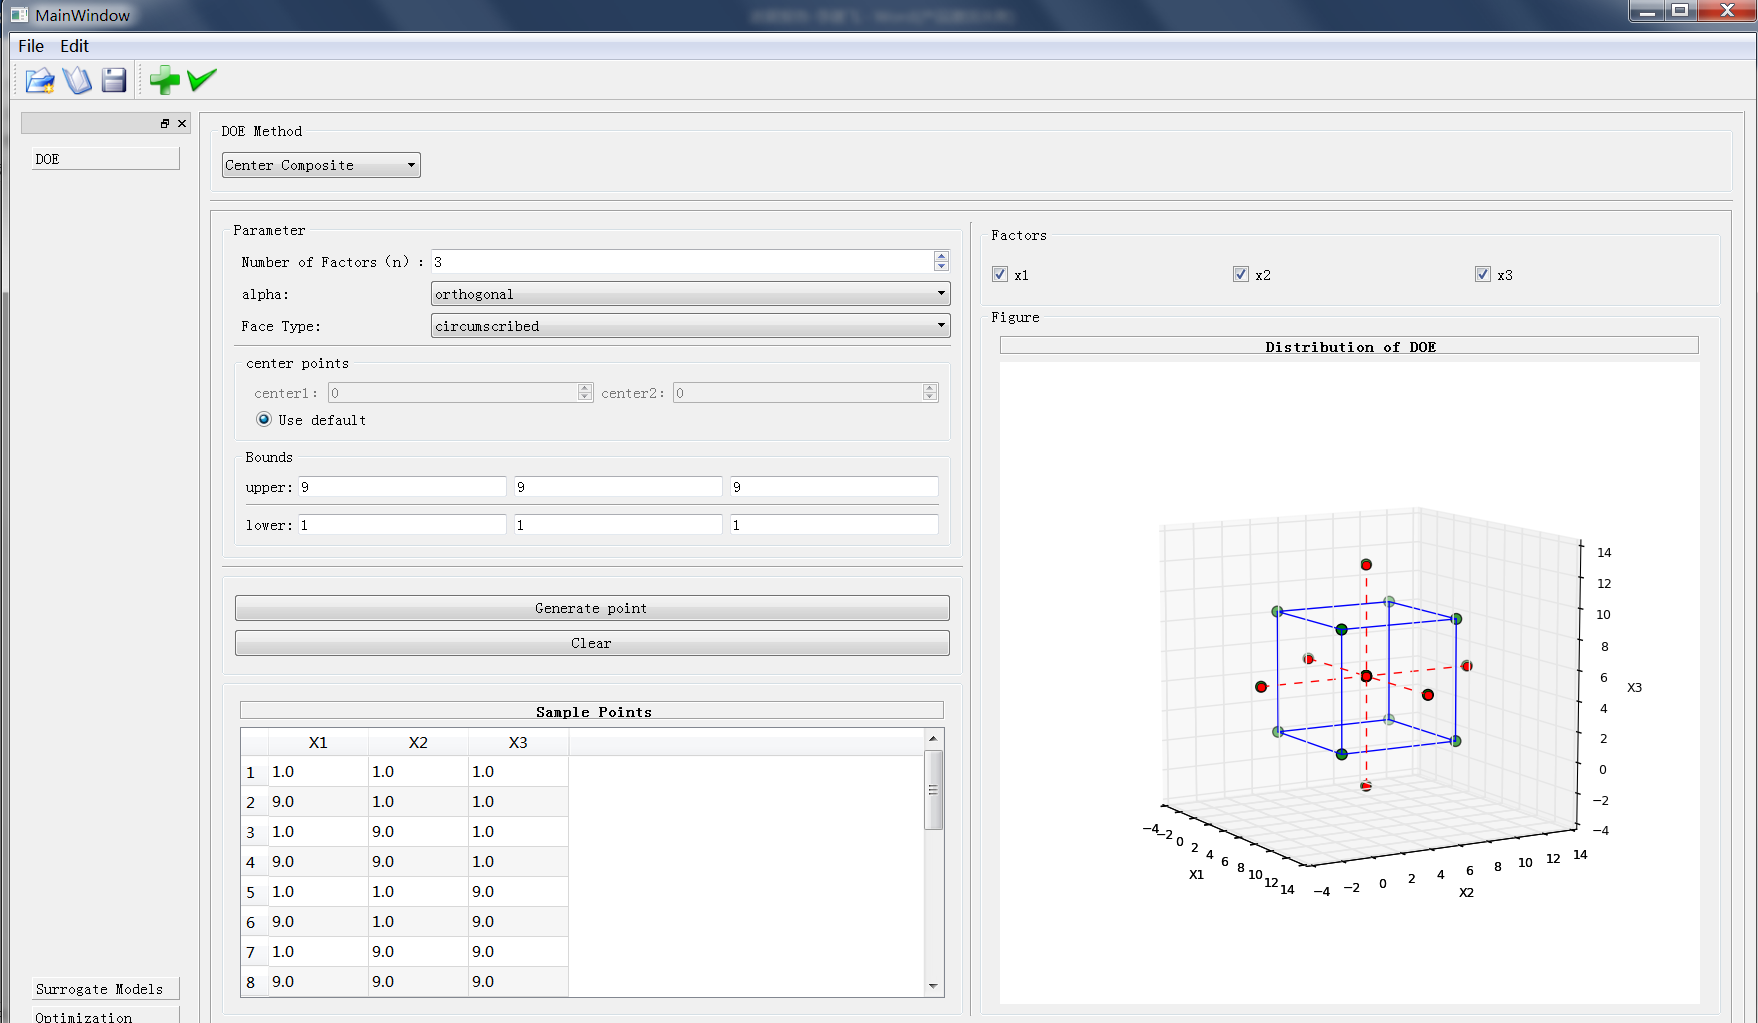 MainWindow
File Edit
DOE
Surrogate Models
Optimization
DOE Method
Center Composite
Parameter
Number of Factors（n）: 3
alpha: orthogonal
Face Type: circumscribed
center points
center1: 0 center2: 0
Use default
Bounds
upper: 9 9 9
lower: 1 1 1
Generate point
Clear
Sample Points
X1 X2 X3
1 1.0 1.0 1.0
2 9.0 1.0 1.0
3 1.0 9.0 1.0
4 9.0 9.0 1.0
5 1.0 1.0 9.0
6 9.0 1.0 9.0
7 1.0 9.0 9.0
8 9.0 9.0 9.0
Factors
x1 x2 x3
Figure
Distribution of DOE
14
12
10
8
6
4
2
0
−2
−4
X3
−4 −2 0 2 4 6 8 10 12 14
X1
−4 −2 0 2 4 6 8 10 12 14
X2